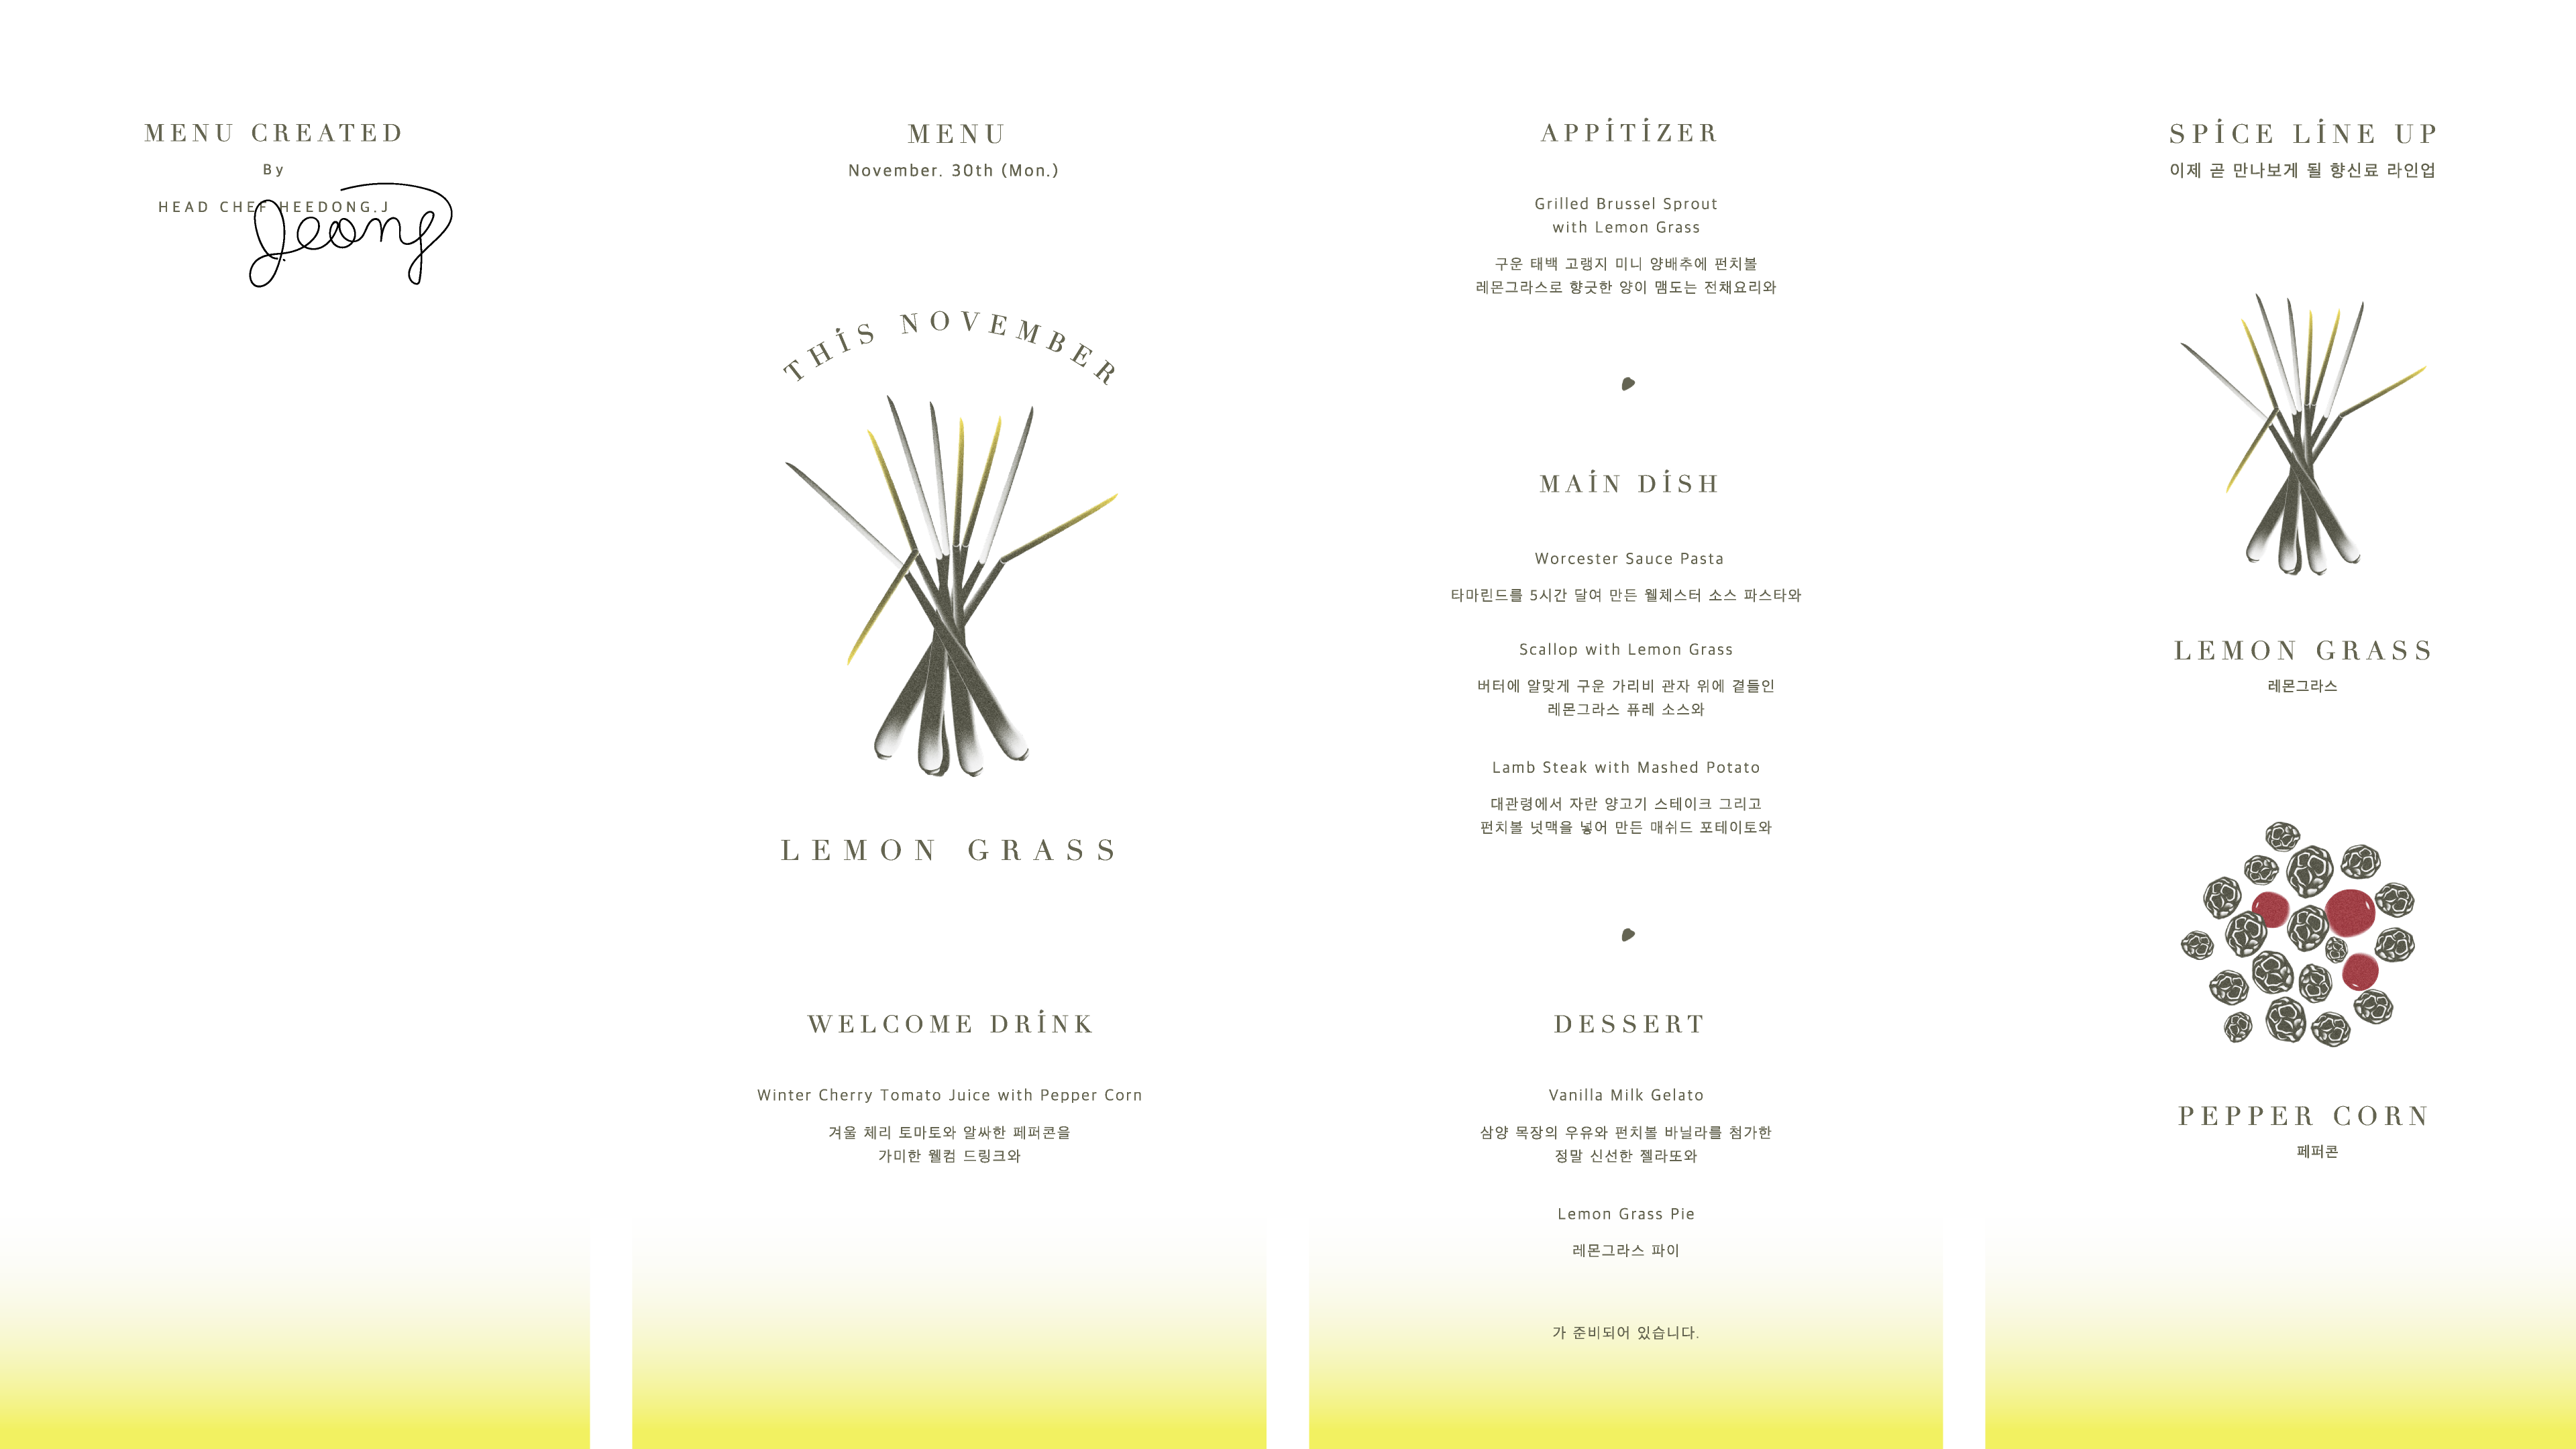 MENU CREATED
By
HEAD CHEF HEEDONG.J
Jeong
MENU
November. 30th (Mon.)
THİS NOVEMBER
LEMON GRASS
WELCOME DRİNK
Winter Cherry Tomato Juice with Pepper Corn
겨울 체리 토마토와 알싸한 페퍼콘을
가미한 웰컴 드링크와
APPİTİZER
Grilled Brussel Sprout
with Lemon Grass
구운 태백 고랭지 미니 양배추에 펀치볼
레몬그라스로 향긋한 양이 맴도는 전채요리와
MAİN DİSH
Worcester Sauce Pasta
타마린드를 5시간 달여 만든 웰체스터 소스 파스타와
Scallop with Lemon Grass
버터에 알맞게 구운 가리비 관자 위에 곁들인
레몬그라스 퓨레 소스와
Lamb Steak with Mashed Potato
대관령에서 자란 양고기 스테이크 그리고
펀치볼 넛맥을 넣어 만든 매쉬드 포테이토와
DESSERT
Vanilla Milk Gelato
삼양 목장의 우유와 펀치볼 바닐라를 첨가한
정말 신선한 젤라또와
Lemon Grass Pie
레몬그라스 파이
가 준비되어 있습니다.
SPİCE LİNE UP
이제 곧 만나보게 될 향신료 라인업
LEMON GRASS
레몬그라스
PEPPER CORN
페퍼콘